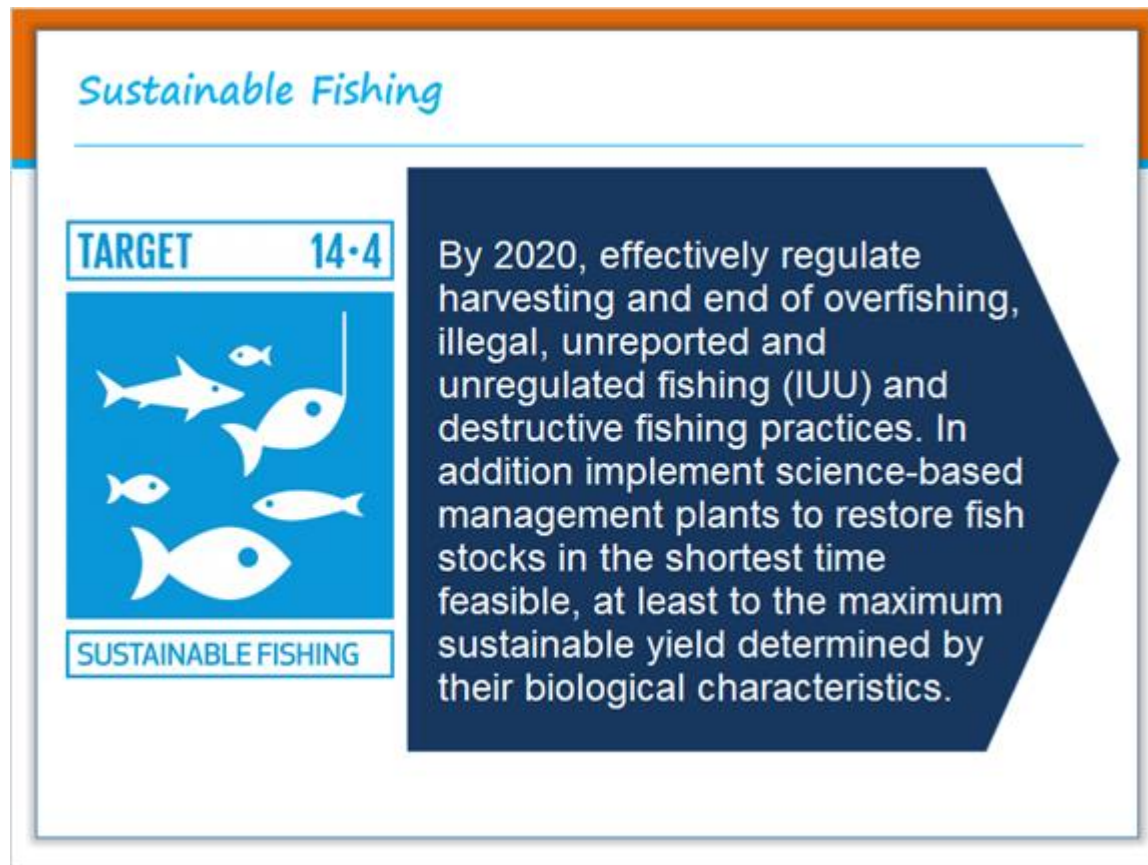 Sustainable Fishing
TARGET 14.4
SUSTAINABLE FISHING
By 2020, effectively regulate
harvesting and end of overfishing,
illegal, unreported and
unregulated fishing (IUU) and
destructive fishing practices. In
addition implement science-based
management plants to restore fish
stocks in the shortest time
feasible, at least to the maximum
sustainable yield determined by
their biological characteristics.